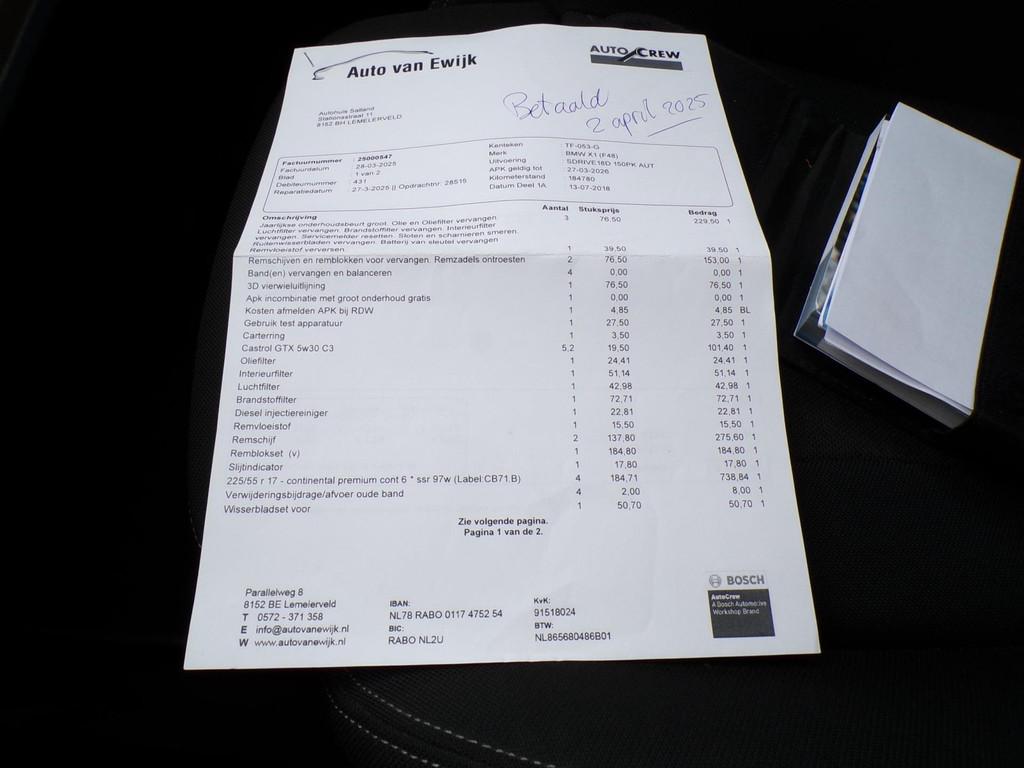 Auto van Ewijk
AUTO CREW
Betaald
2 april 2025
Autohuis Salland
Stationsstraat 11
8152 BH LEMELERVELD
Factuurnummer : 25000547
Factuurdatum : 28-03-2025
Blad : 1 van 2
Debiteurnummer : 431
Reparatiedatum : 27-3-2025 || Opdrachtnr: 28515
Kenteken : TF-053-G
Merk : BMW X1 (F48)
Uitvoering : SDRIVE18D 150PK AUT
APK geldig tot : 27-03-2026
Kilometerstand : 184780
Datum Deel 1A : 13-07-2018
Omschrijving Aantal Stuksprijs Bedrag
Jaarlijkse onderhoudsbeurt groot. Olie en Oliefilter vervangen. 3 76,50 229,50 1
Luchtfilter vervangen. Brandstoffilter vervangen. Interieurfilter
vervangen. Servicemelder resetten. Sloten en scharnieren smeren.
Ruitenwisserbladen vervangen. Batterij van sleutel vervangen
Remvloeistof verversen. 1 39,50 39,50 1
Remschijven en remblokken voor vervangen. Remzadels ontroesten 2 76,50 153,00 1
Band(en) vervangen en balanceren 4 0,00 0,00 1
3D vierwieluitlijning 1 76,50 76,50 1
Apk incombinatie met groot onderhoud gratis 1 0,00 0,00 1
Kosten afmelden APK bij RDW 1 4,85 4,85 BL
Gebruik test apparatuur 1 27,50 27,50 1
Carterring 1 3,50 3,50 1
Castrol GTX 5w30 C3 5,2 19,50 101,40 1
Oliefilter 1 24,41 24,41 1
Interieurfilter 1 51,14 51,14 1
Luchtfilter 1 42,98 42,98 1
Brandstoffilter 1 72,71 72,71 1
Diesel injectiereiniger 1 22,81 22,81 1
Remvloeistof 1 15,50 15,50 1
Remschijf 2 137,80 275,60 1
Remblokset (v) 1 184,80 184,80 1
Slijtindicator 1 17,80 17,80 1
225/55 r 17 - continental premium cont 6 * ssr 97w (Label:CB71.B) 4 184,71 738,84 1
Verwijderingsbijdrage/afvoer oude band 4 2,00 8,00 1
Wisserbladset voor 1 50,70 50,70 1
Zie volgende pagina.
Pagina 1 van de 2.
Parallelweg 8
8152 BE Lemelerveld
T 0572 - 371 358
E info@autovanewijk.nl
W www.autovanewijk.nl
IBAN:
NL78 RABO 0117 4752 54
BIC:
RABO NL2U
KvK:
91518024
BTW:
NL865680486B01
BOSCH
AutoCrew
A Bosch Automotive
Workshop Brand